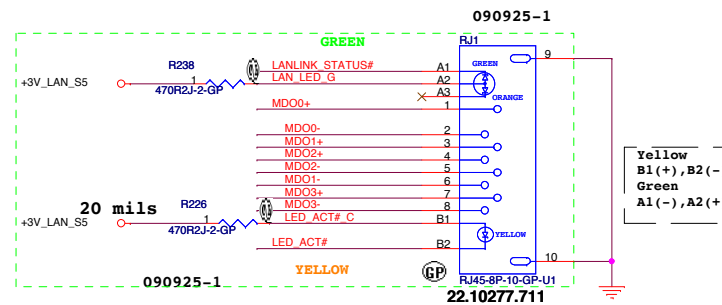 090925-1
GREEN
RJ1
R238
LANLINK_STATUS#
A1
GREEN
9
+3V_LAN_S5
1
LAN_LED_G
A2
470R2J-2-GP
A3
ORANGE
MDO0+
1
MDO0-
2
MDO1+
3
MDO2+
4
MDO2-
5
MDO1-
6
MDO3+
7
MDO3-
8
Yellow
B1(+),B2(-
Green
A1(-),A2(+
20 mils
R226
+3V_LAN_S5
1
LED_ACT#_C
B1
470R2J-2-GP
YELLOW
LED_ACT#
B2
10
YELLOW
GP
090925-1
RJ45-8P-10-GP-U1
22.10277.711